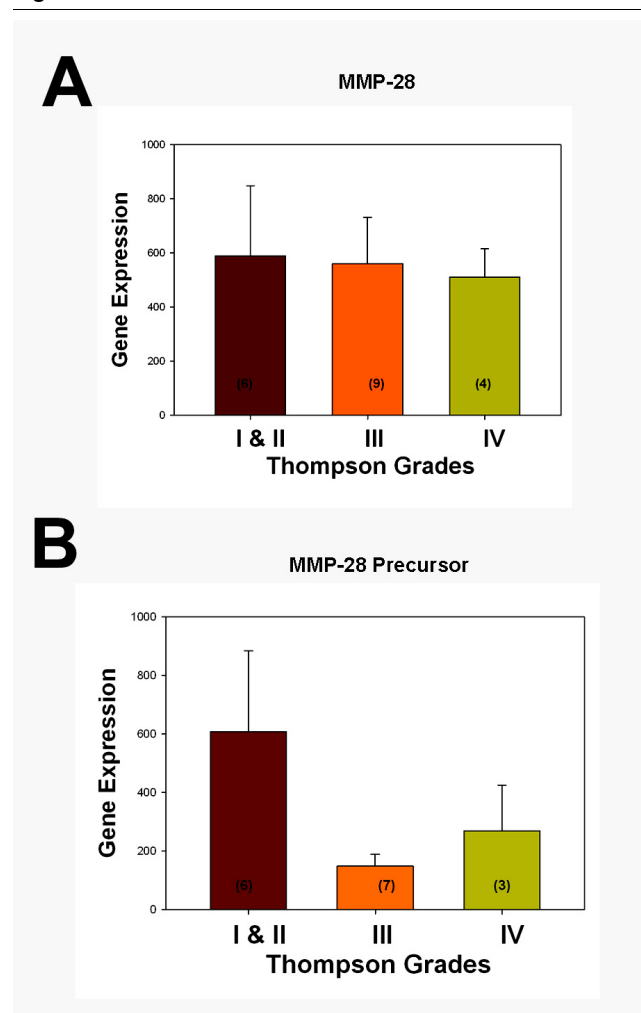 A
MMP-28
1000
800
600
400
200
0
Gene Expression
(6)
(9)
(4)
I & II
III
IV
Thompson Grades
B
MMP-28 Precursor
1000
800
600
400
200
0
Gene Expression
(6)
(7)
(3)
I & II
III
IV
Thompson Grades